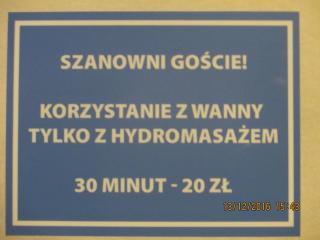 SZANOWNI GOŚCIE!
KORZYSTANIE Z WANNY
TYLKO Z HYDROMASAŻEM
30 MINUT - 20 ZŁ
13/12/2016 15:43